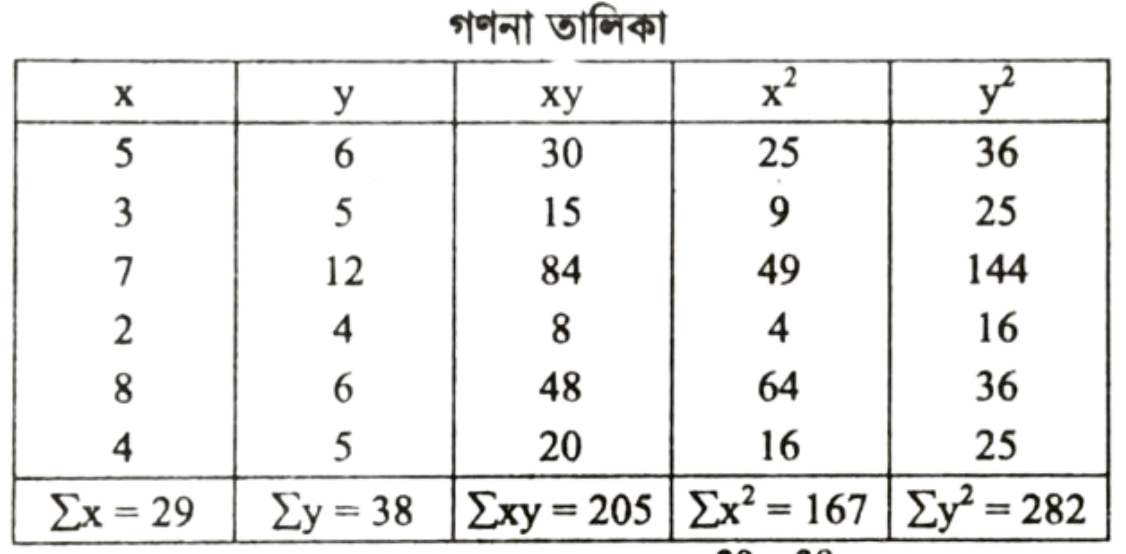 গণনা তালিকা
x y xy x² y²
5 6 30 25 36
3 5 15 9 25
7 12 84 49 144
2 4 8 4 16
8 6 48 64 36
4 5 20 16 25
∑x = 29 ∑y = 38 ∑xy = 205 ∑x² = 167 ∑y² = 282